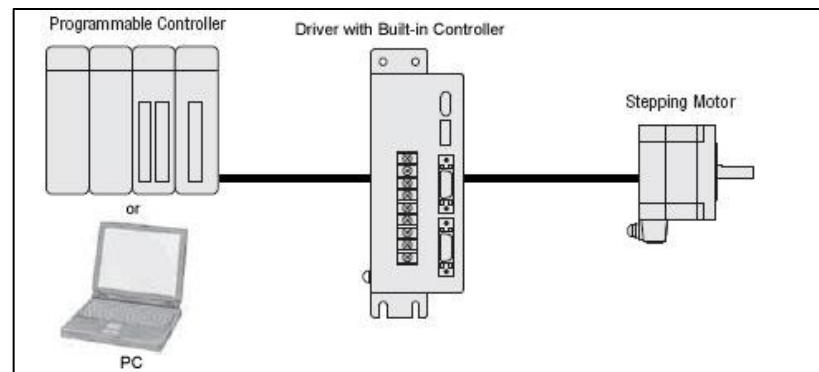 Programmable Controller
Driver with Built-in Controller
Stepping Motor
or
PC